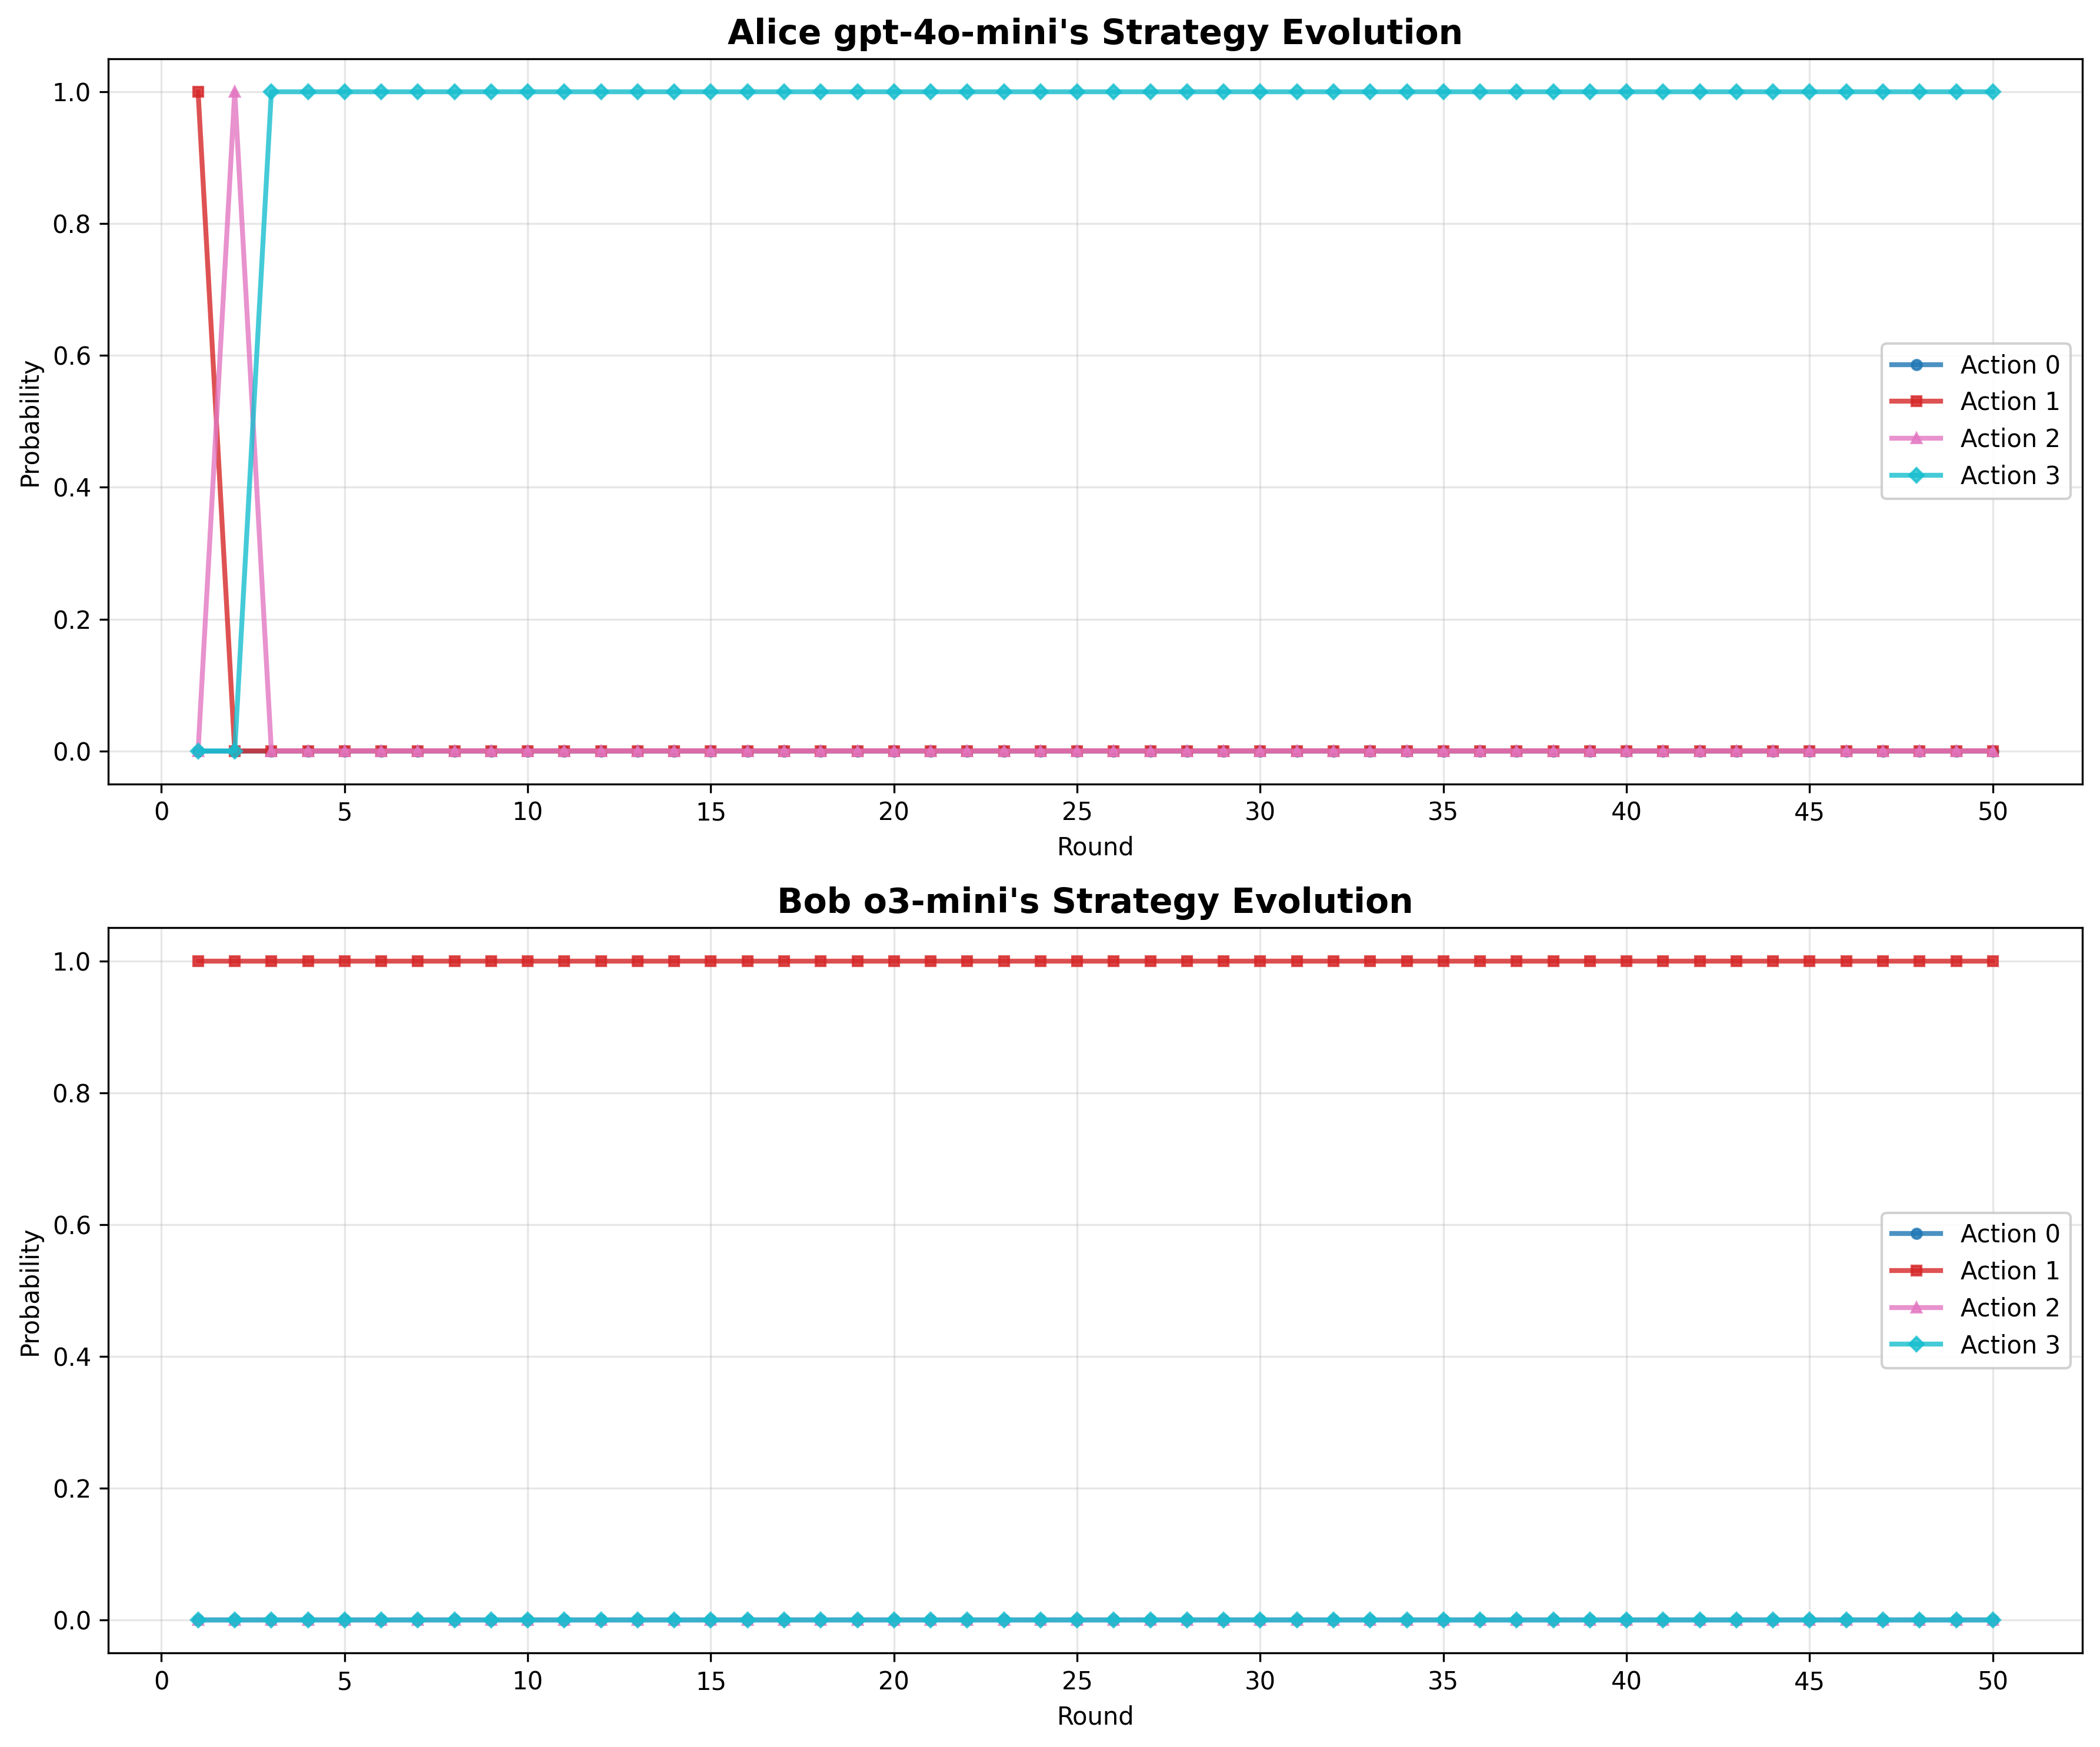 Alice gpt-4o-mini's Strategy Evolution
1.0
0.8
0.6
0.4
0.2
0.0
Probability
Action 0
Action 1
Action 2
Action 3
0 5 10 15 20 25 30 35 40 45 50
Round
Bob o3-mini's Strategy Evolution
1.0
0.8
0.6
0.4
0.2
0.0
Probability
Action 0
Action 1
Action 2
Action 3
0 5 10 15 20 25 30 35 40 45 50
Round